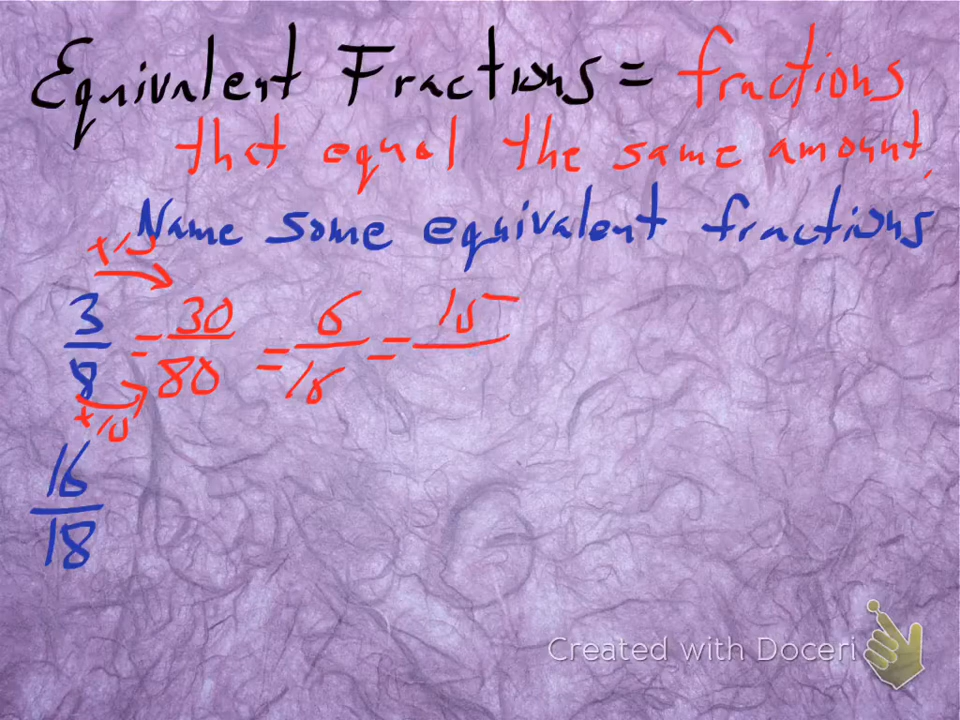 Equivalent Fractions = fractions
that equal the same amount.
Name some equivalent fractions
×10
3/8 = 30/80 = 6/16 = 15/
×10
16/18
Created with Doceri